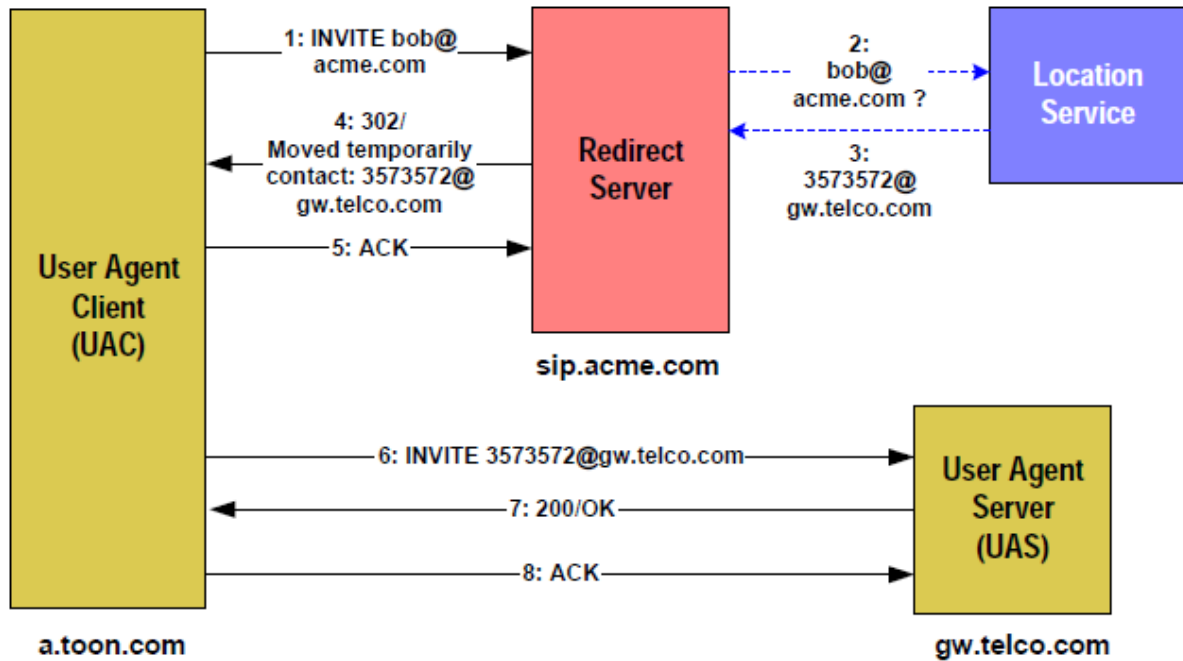 1: INVITE bob@
acme.com
2:
bob@
acme.com ?
Location
Service
4: 302/
Moved temporarily
contact: 3573572@
gw.telco.com
Redirect
Server
3:
3573572@
gw.telco.com
5: ACK
User Agent
Client
(UAC)
sip.acme.com
6: INVITE 3573572@gw.telco.com
7: 200/OK
8: ACK
User Agent
Server
(UAS)
a.toon.com
gw.telco.com